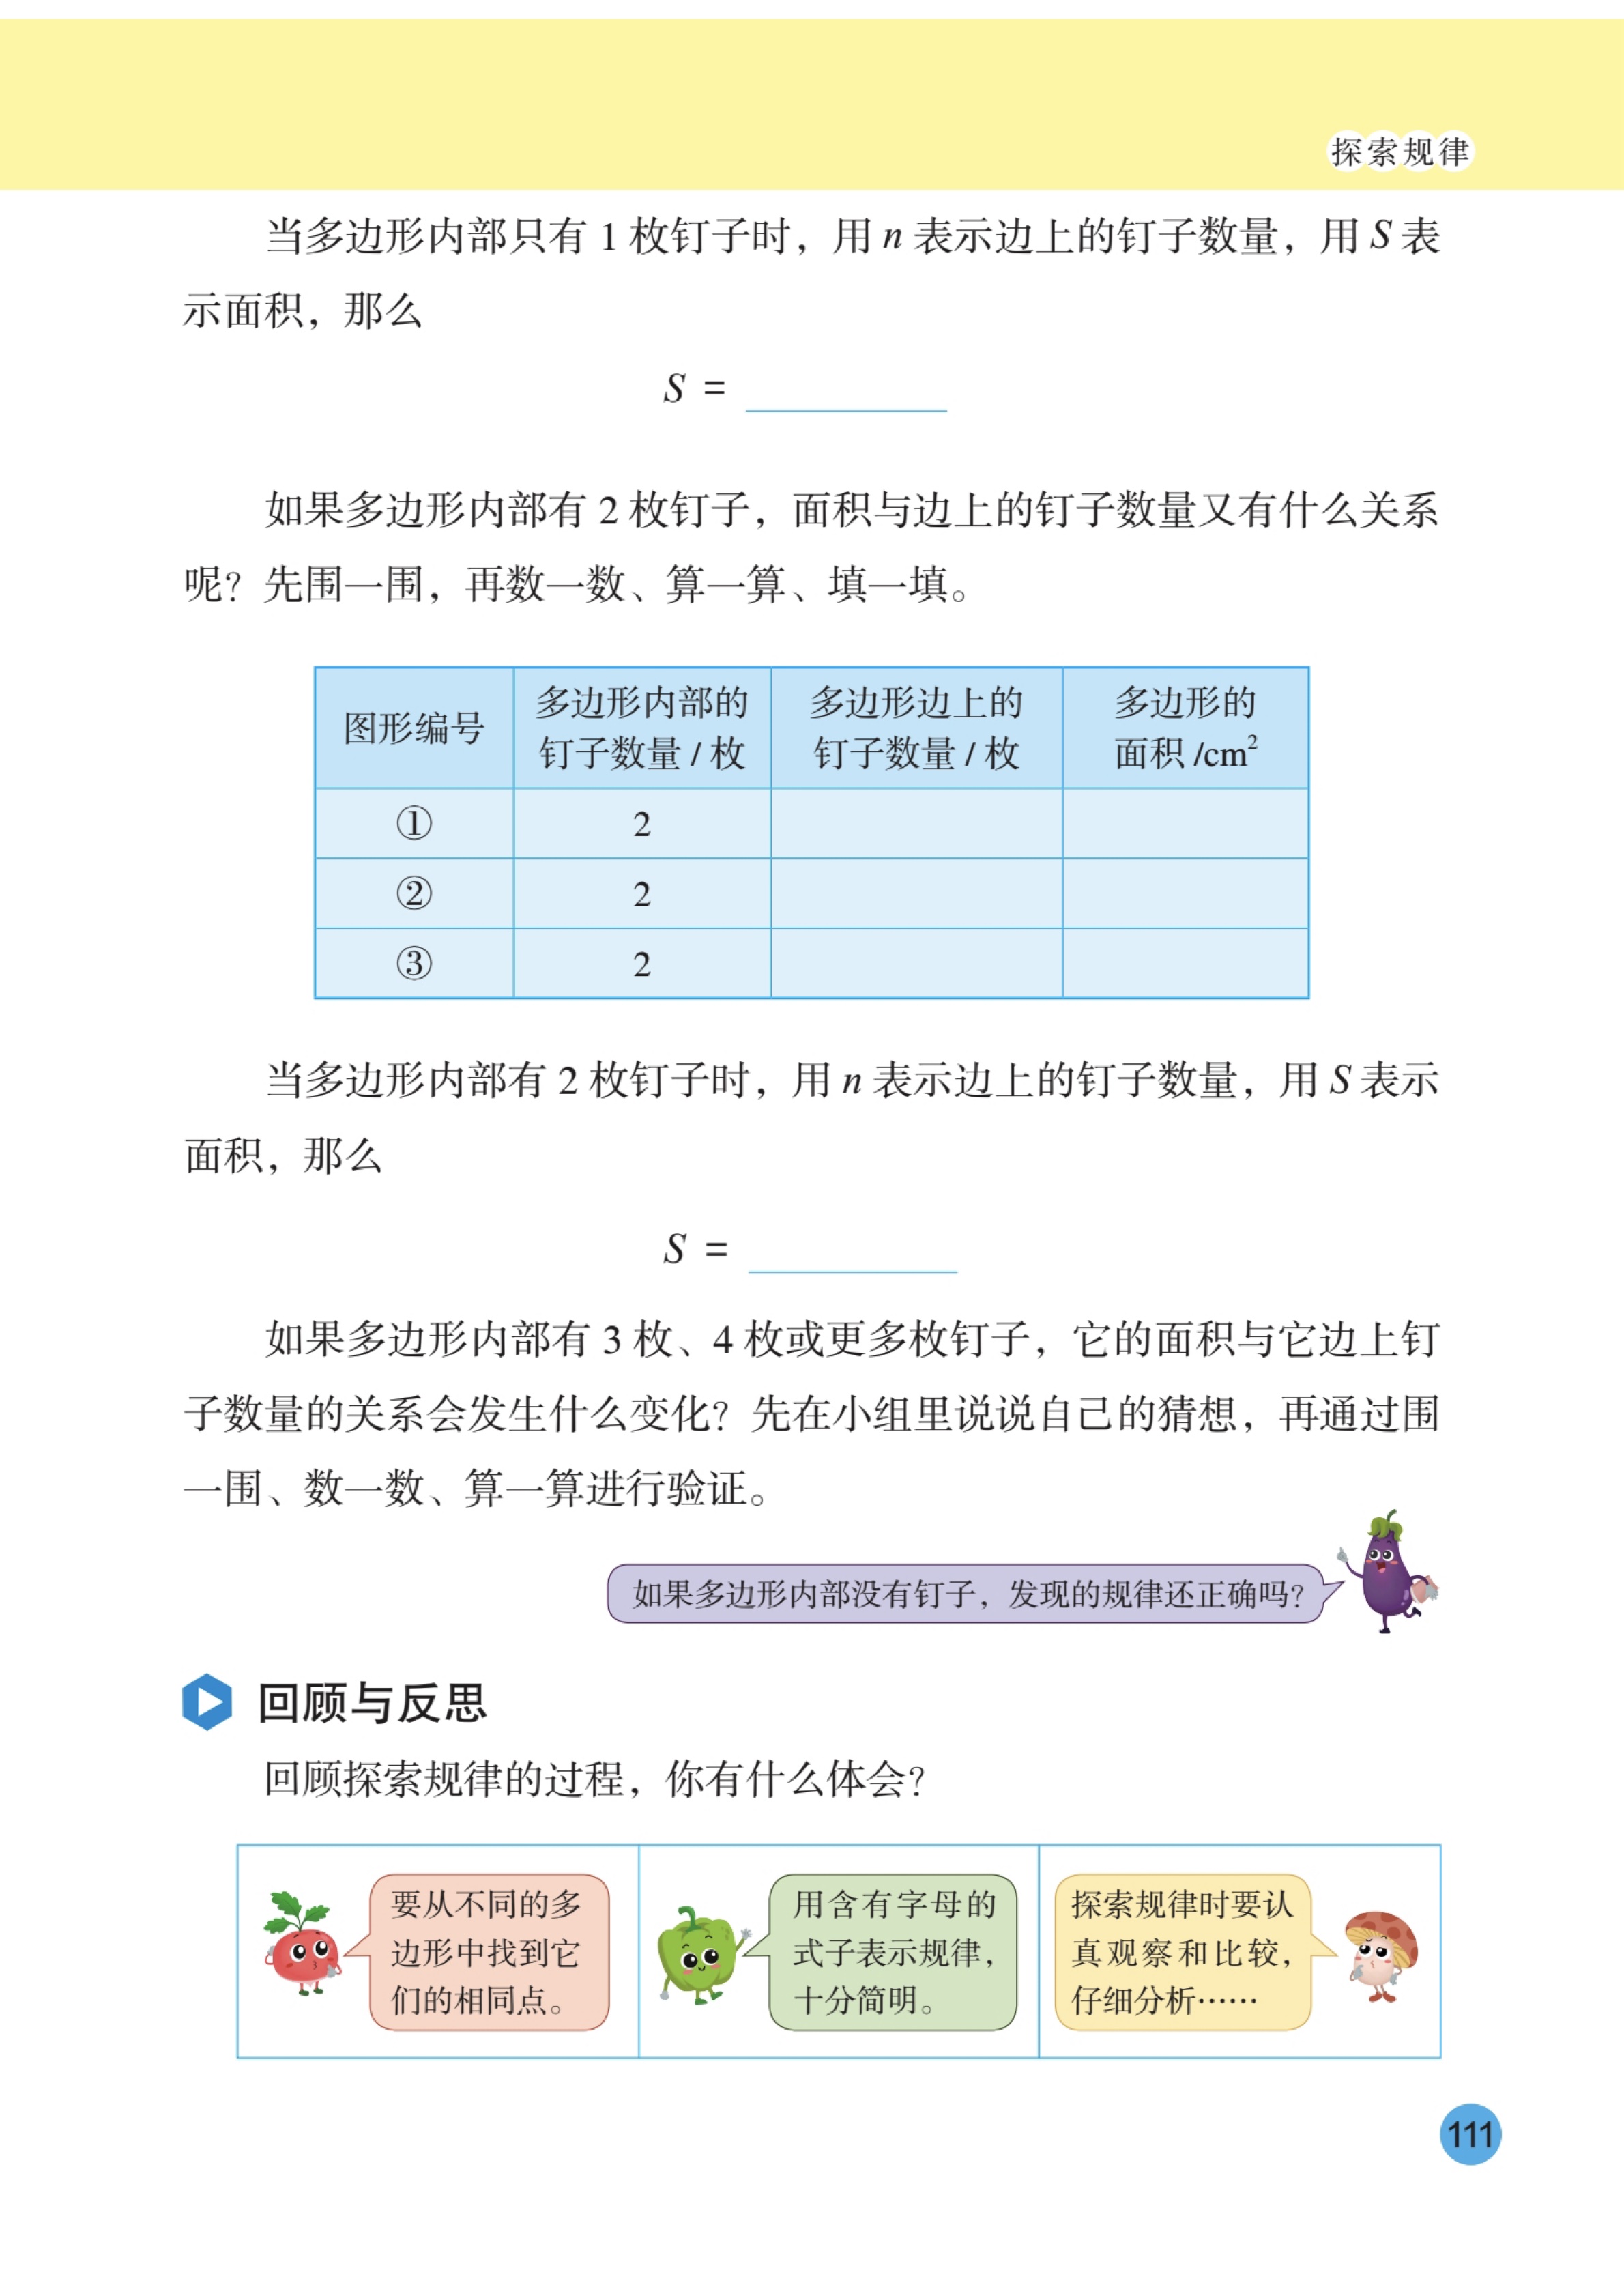 探索规律
当多边形内部只有 1 枚钉子时，用 n 表示边上的钉子数量，用 S 表
示面积，那么
S =
如果多边形内部有 2 枚钉子，面积与边上的钉子数量又有什么关系
呢？先围一围，再数一数、算一算、填一填。
图形编号 多边形内部的钉子数量 / 枚 多边形边上的钉子数量 / 枚 多边形的面积 /cm²
① 2
② 2
③ 2
当多边形内部有 2 枚钉子时，用 n 表示边上的钉子数量，用 S 表示
面积，那么
S =
如果多边形内部有 3 枚、4 枚或更多枚钉子，它的面积与它边上钉
子数量的关系会发生什么变化？先在小组里说说自己的猜想，再通过围
一围、数一数、算一算进行验证。
如果多边形内部没有钉子，发现的规律还正确吗？
回顾与反思
回顾探索规律的过程，你有什么体会？
要从不同的多
边形中找到它
们的相同点。
用含有字母的
式子表示规律，
十分简明。
探索规律时要认
真观察和比较，
仔细分析……
111